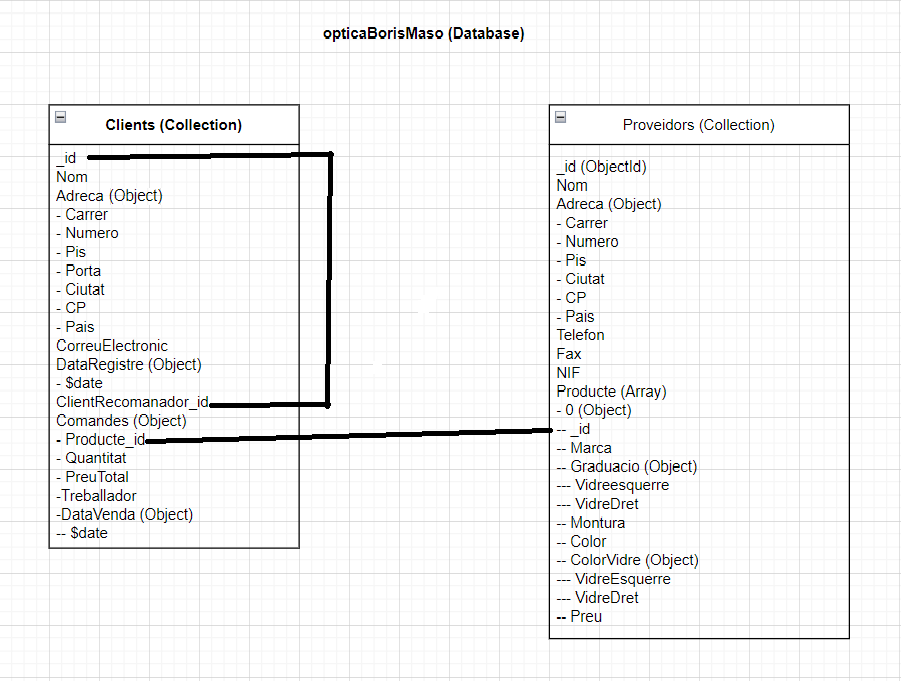 opticaBorisMaso (Database)
Clients (Collection)
_id
Nom
Adreca (Object)
- Carrer
- Numero
- Pis
- Porta
- Ciutat
- CP
- Pais
CorreuElectronic
DataRegistre (Object)
- $date
ClientRecomanador_id
Comandes (Object)
- Producte_id
- Quantitat
- PreuTotal
-Treballador
-DataVenda (Object)
-- $date
Proveidors (Collection)
_id (ObjectId)
Nom
Adreca (Object)
- Carrer
- Numero
- Pis
- Ciutat
- CP
- Pais
Telefon
Fax
NIF
Producte (Array)
- 0 (Object)
-- _id
-- Marca
-- Graduacio (Object)
--- Vidreesquerre
--- VidreDret
-- Montura
-- Color
-- ColorVidre (Object)
--- VidreEsquerre
--- VidreDret
-- Preu